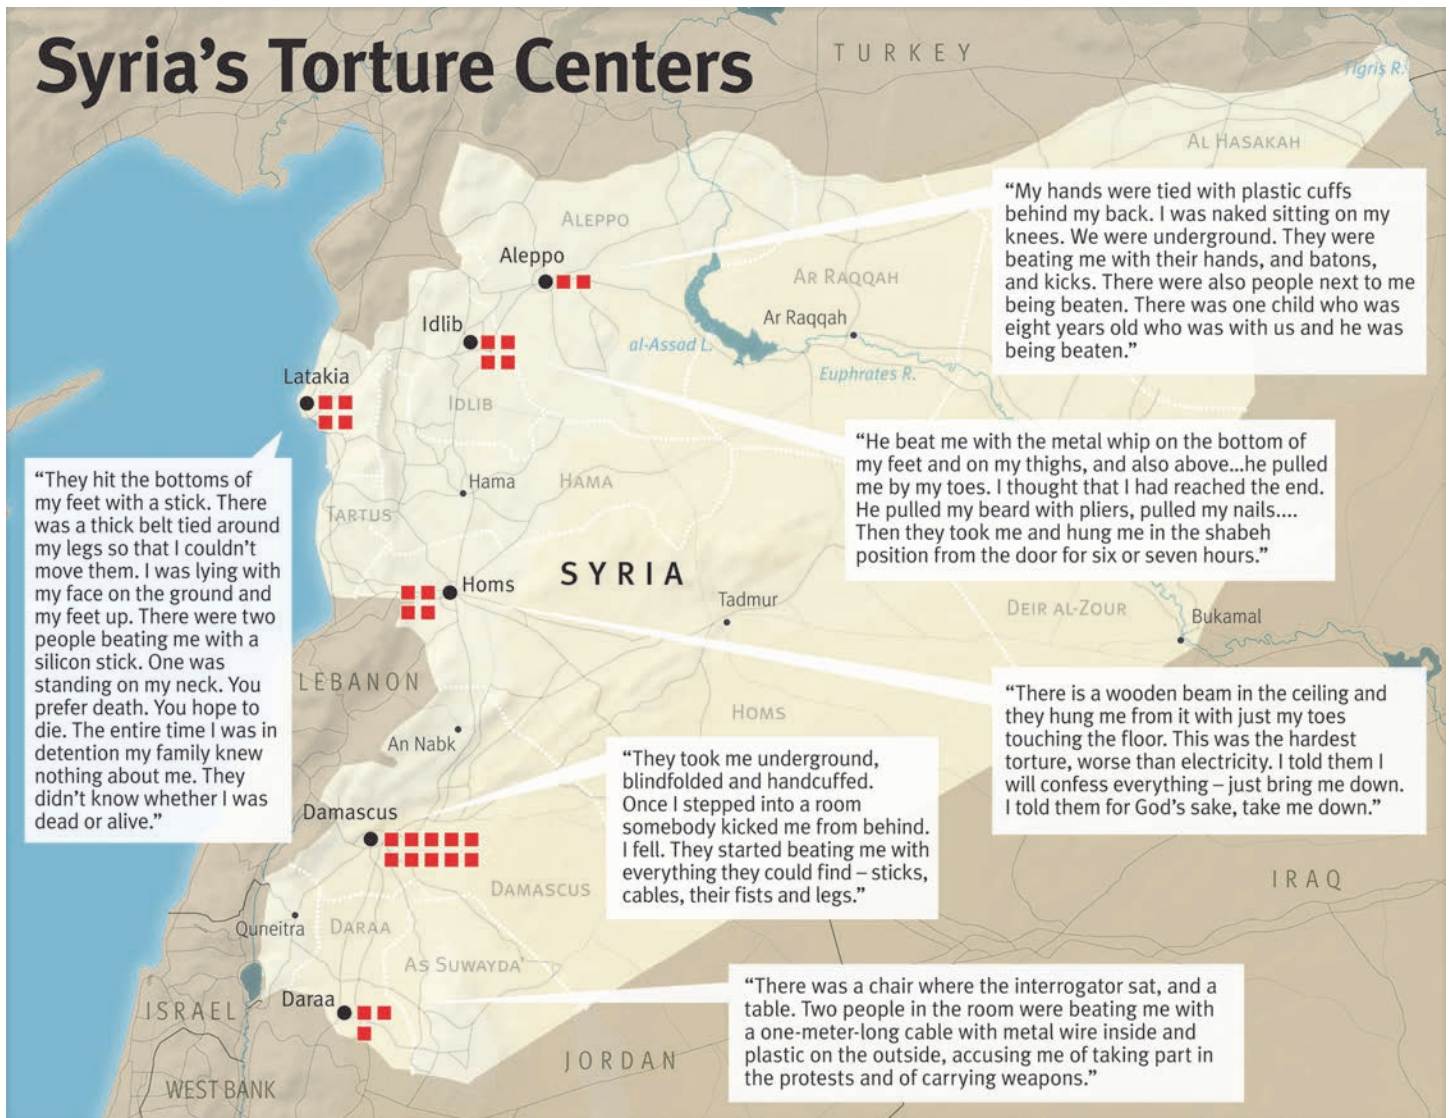 Syria’s Torture Centers
TURKEY
Tigris R.
AL HASAKAH
“My hands were tied with plastic cuffs
behind my back. I was naked sitting on my
knees. We were underground. They were
beating me with their hands, and batons,
and kicks. There were also people next to me
being beaten. There was one child who was
eight years old who was with us and he was
being beaten.”
ALEPPO
Aleppo
AR RAQQAH
Ar Raqqah
Idlib
al-Assad L.
Euphrates R.
Latakia
IDLIB
“He beat me with the metal whip on the bottom of
my feet and on my thighs, and also above...he pulled
me by my toes. I thought that I had reached the end.
He pulled my beard with pliers, pulled my nails....
Then they took me and hung me in the shabeh
position from the door for six or seven hours.”
“They hit the bottoms of
my feet with a stick. There
was a thick belt tied around
my legs so that I couldn’t
move them. I was lying with
my face on the ground and
my feet up. There were two
people beating me with a
silicon stick. One was
standing on my neck. You
prefer death. You hope to
die. The entire time I was in
detention my family knew
nothing about me. They
didn’t know whether I was
dead or alive.”
Hama
HAMA
TARTUS
SYRIA
Homs
Tadmur
DEIR AL-ZOUR
Bukamal
LEBANON
HOMS
“There is a wooden beam in the ceiling and
they hung me from it with just my toes
touching the floor. This was the hardest
torture, worse than electricity. I told them I
will confess everything – just bring me down.
I told them for God’s sake, take me down.”
An Nabk
“They took me underground,
blindfolded and handcuffed.
Once I stepped into a room
somebody kicked me from behind.
I fell. They started beating me with
everything they could find – sticks,
cables, their fists and legs.”
Damascus
DAMASCUS
IRAQ
Quneitra
DARAA
AS SUWAYDA’
Daraa
“There was a chair where the interrogator sat, and a
table. Two people in the room were beating me with
a one-meter-long cable with metal wire inside and
plastic on the outside, accusing me of taking part in
the protests and of carrying weapons.”
ISRAEL
JORDAN
WEST BANK